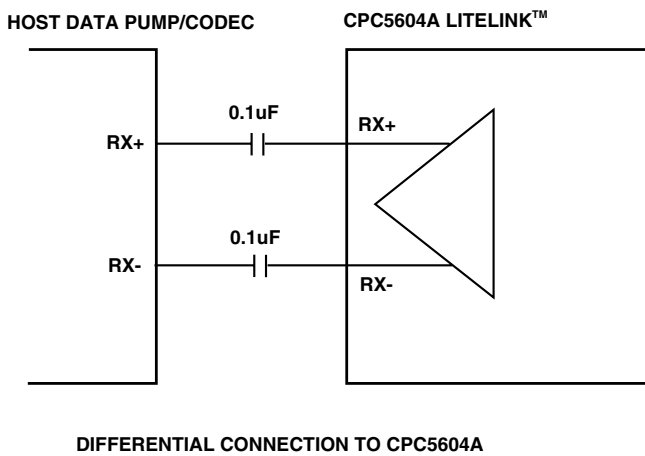 HOST DATA PUMP/CODEC
CPC5604A LITELINK™
0.1uF
RX+
RX+
0.1uF
RX-
RX-
DIFFERENTIAL CONNECTION TO CPC5604A